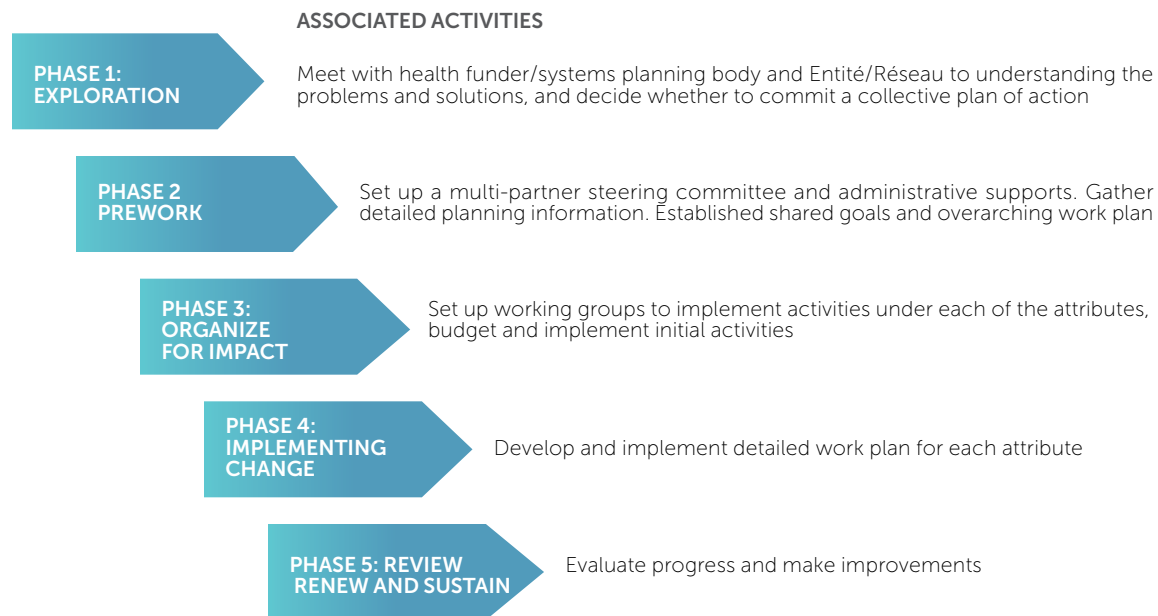 ASSOCIATED ACTIVITIES
PHASE 1:
EXPLORATION
Meet with health funder/systems planning body and Entité/Réseau to understanding the
problems and solutions, and decide whether to commit a collective plan of action
PHASE 2
PREWORK
Set up a multi-partner steering committee and administrative supports. Gather
detailed planning information. Established shared goals and overarching work plan
PHASE 3:
ORGANIZE
FOR IMPACT
Set up working groups to implement activities under each of the attributes,
budget and implement initial activities
PHASE 4:
IMPLEMENTING
CHANGE
Develop and implement detailed work plan for each attribute
PHASE 5: REVIEW
RENEW AND SUSTAIN
Evaluate progress and make improvements